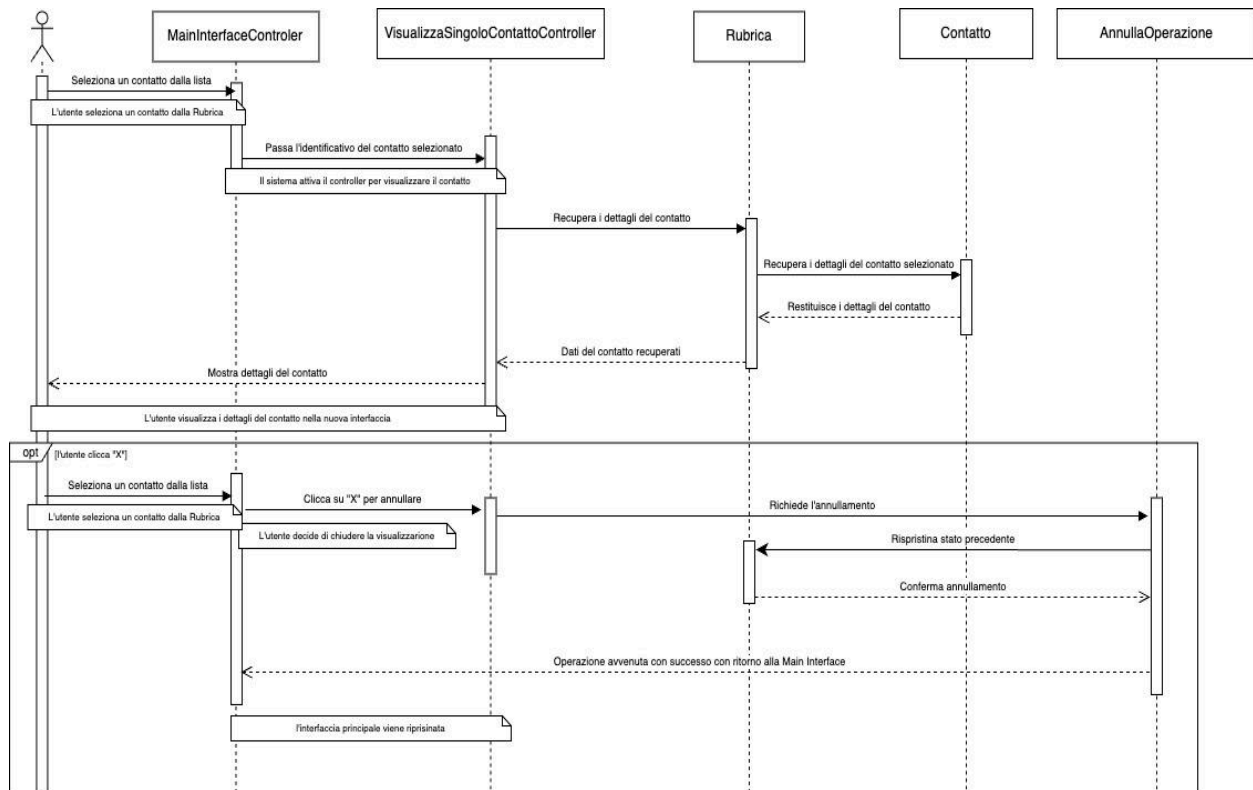 MainInterfaceControler
VisualizzaSingoloContattoController
Rubrica
Contatto
AnnullaOperazione
Seleziona un contatto dalla lista
L'utente seleziona un contatto dalla Rubrica
Passa l'identificativo del contatto selezionato
Il sistema attiva il controller per visualizzare il contatto
Recupera i dettagli del contatto
Recupera i dettagli del contatto selezionato
Restituisce i dettagli del contatto
Dati del contatto recuperati
Mostra dettagli del contatto
L'utente visualizza i dettagli del contatto nella nuova interfaccia
opt
[l'utente clicca "X"]
Seleziona un contatto dalla lista
Clicca su "X" per annullare
Richiede l'annullamento
L'utente seleziona un contatto dalla Rubrica
L'utente decide di chiudere la visualizzarione
Rispristina stato precedente
Conferma annullamento
Operazione avvenuta con successo con ritorno alla Main Interface
l'interfaccia principale viene riprisinata